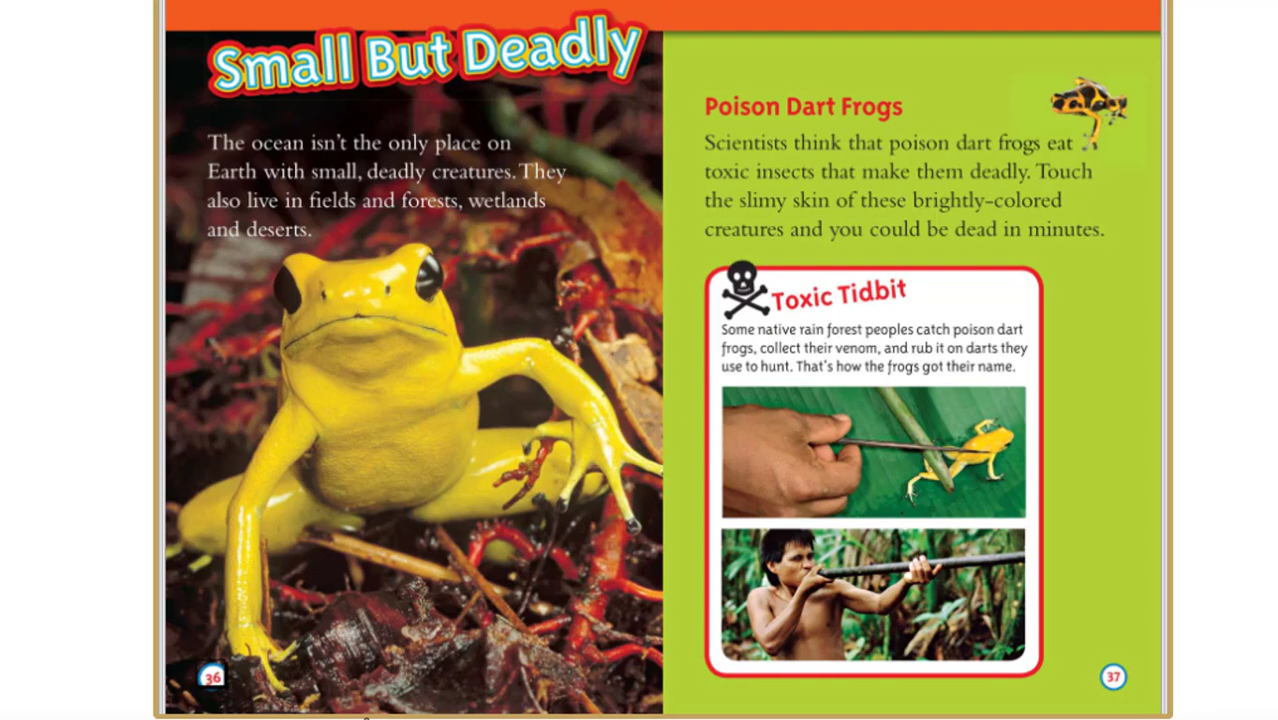 Small But Deadly
The ocean isn't the only place on
Earth with small, deadly creatures. They
also live in fields and forests, wetlands
and deserts.
36
Poison Dart Frogs
Scientists think that poison dart frogs eat
toxic insects that make them deadly. Touch
the slimy skin of these brightly-colored
creatures and you could be dead in minutes.
Toxic Tidbit
Some native rain forest peoples catch poison dart
frogs, collect their venom, and rub it on darts they
use to hunt. That's how the frogs got their name.
37